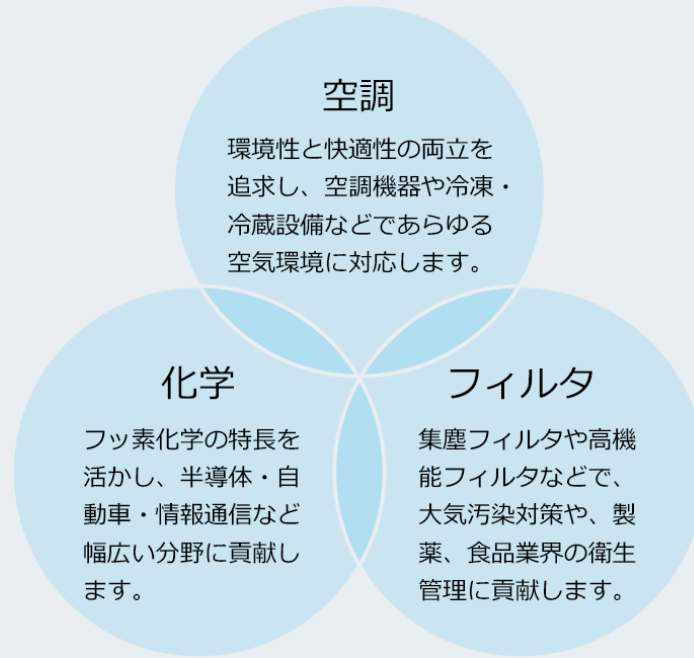 空調
環境性と快適性の両立を
追求し、空調機器や冷凍・
冷蔵設備などであらゆる
空気環境に対応します。
化学
フッ素化学の特長を
活かし、半導体・自
動車・情報通信など
幅広い分野に貢献し
ます。
フィルタ
集塵フィルタや高機
能フィルタなどで、
大気汚染対策や、製
薬、食品業界の衛生
管理に貢献します。